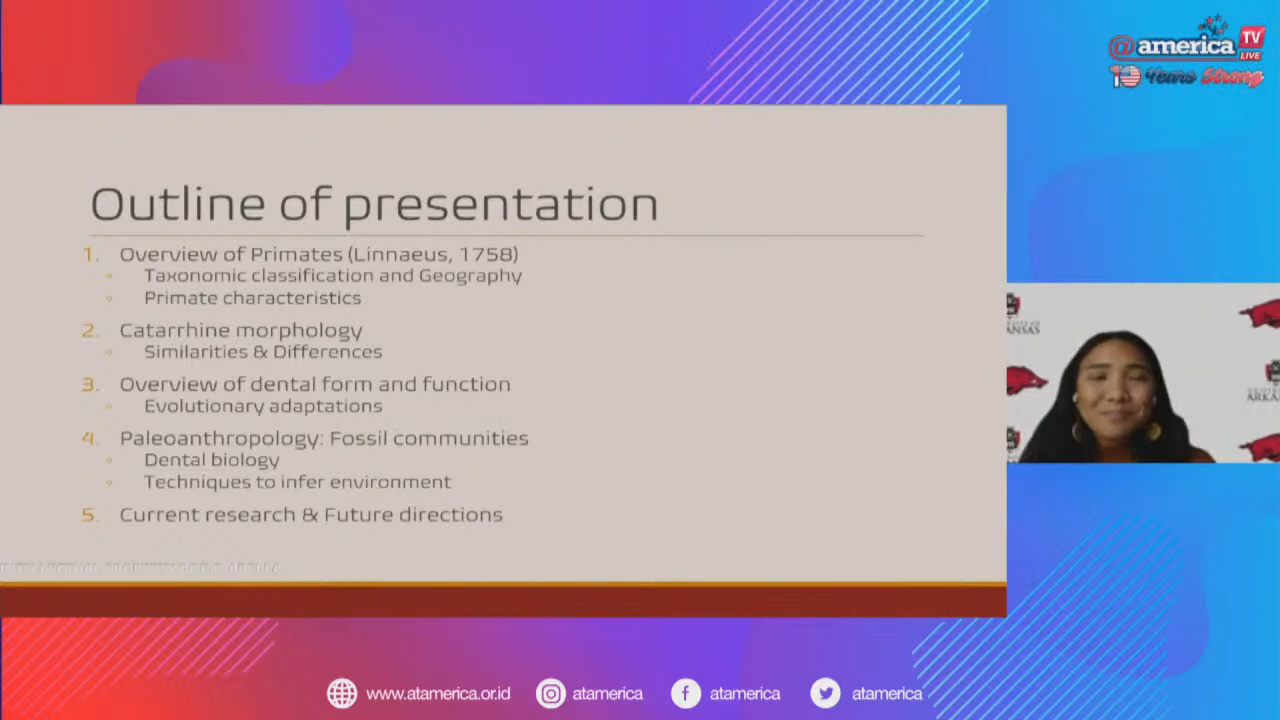 @america TV
LIVE
10 Years Strong
Outline of presentation
1. Overview of Primates (Linnaeus, 1758)
◦ Taxonomic classification and Geography
◦ Primate characteristics
2. Catarrhine morphology
◦ Similarities & Differences
3. Overview of dental form and function
◦ Evolutionary adaptations
4. Paleoanthropology: Fossil communities
◦ Dental biology
◦ Techniques to infer environment
5. Current research & Future directions
www.atamerica.or.id
atamerica
atamerica
atamerica